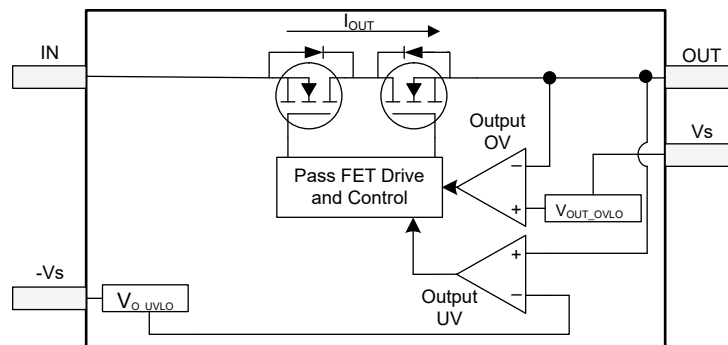 I_OUT
IN
OUT
Output
OV
Vs
Pass FET Drive
and Control
−
+
V_OUT_OVLO
-Vs
V_O_UVLO
+
−
Output
UV